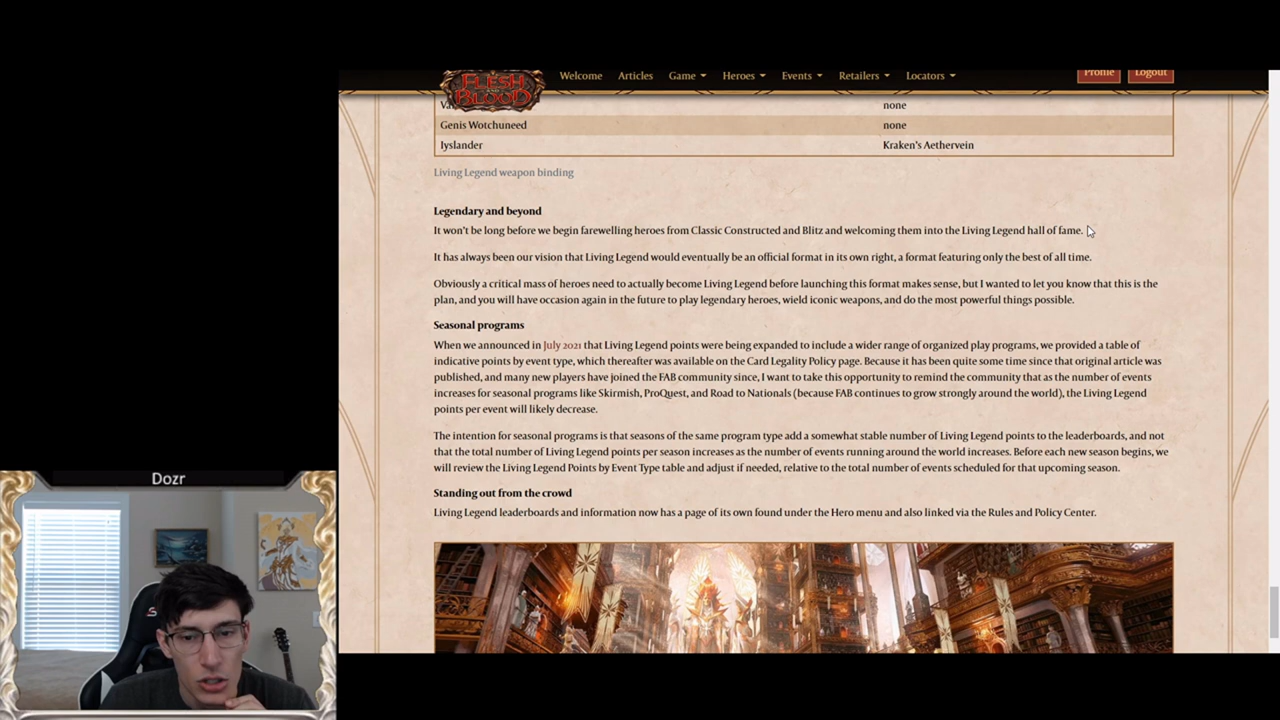 FLESH AND BLOOD
Welcome Articles Game Heroes Events Retailers Locators Profile Logout
none
Genis Wotchuneed none
Iyslander Kraken's Aethervein
Living Legend weapon binding
Legendary and beyond
It won't be long before we begin farewelling heroes from Classic Constructed and Blitz and welcoming them into the Living Legend hall of fame.
It has always been our vision that Living Legend would eventually be an official format in its own right, a format featuring only the best of all time.
Obviously a critical mass of heroes need to actually become Living Legend before launching this format makes sense, but I wanted to let you know that this is the
plan, and you will have occasion again in the future to play legendary heroes, wield iconic weapons, and do the most powerful things possible.
Seasonal programs
When we announced in July 2021 that Living Legend points were being expanded to include a wider range of organized play programs, we provided a table of
indicative points by event type, which thereafter was available on the Card Legality Policy page. Because it has been quite some time since that original article was
published, and many new players have joined the FAB community since, I want to take this opportunity to remind the community that as the number of events
increases for seasonal programs like Skirmish, ProQuest, and Road to Nationals (because FAB continues to grow strongly around the world), the Living Legend
points per event will likely decrease.
The intention for seasonal programs is that seasons of the same program type add a somewhat stable number of Living Legend points to the leaderboards, and not
that the total number of Living Legend points per season increases as the number of events running around the world increases. Before each new season begins, we
will review the Living Legend Points by Event Type table and adjust if needed, relative to the total number of events scheduled for that upcoming season.
Standing out from the crowd
Living Legend leaderboards and information now has a page of its own found under the Hero menu and also linked via the Rules and Policy Center.
Dozr